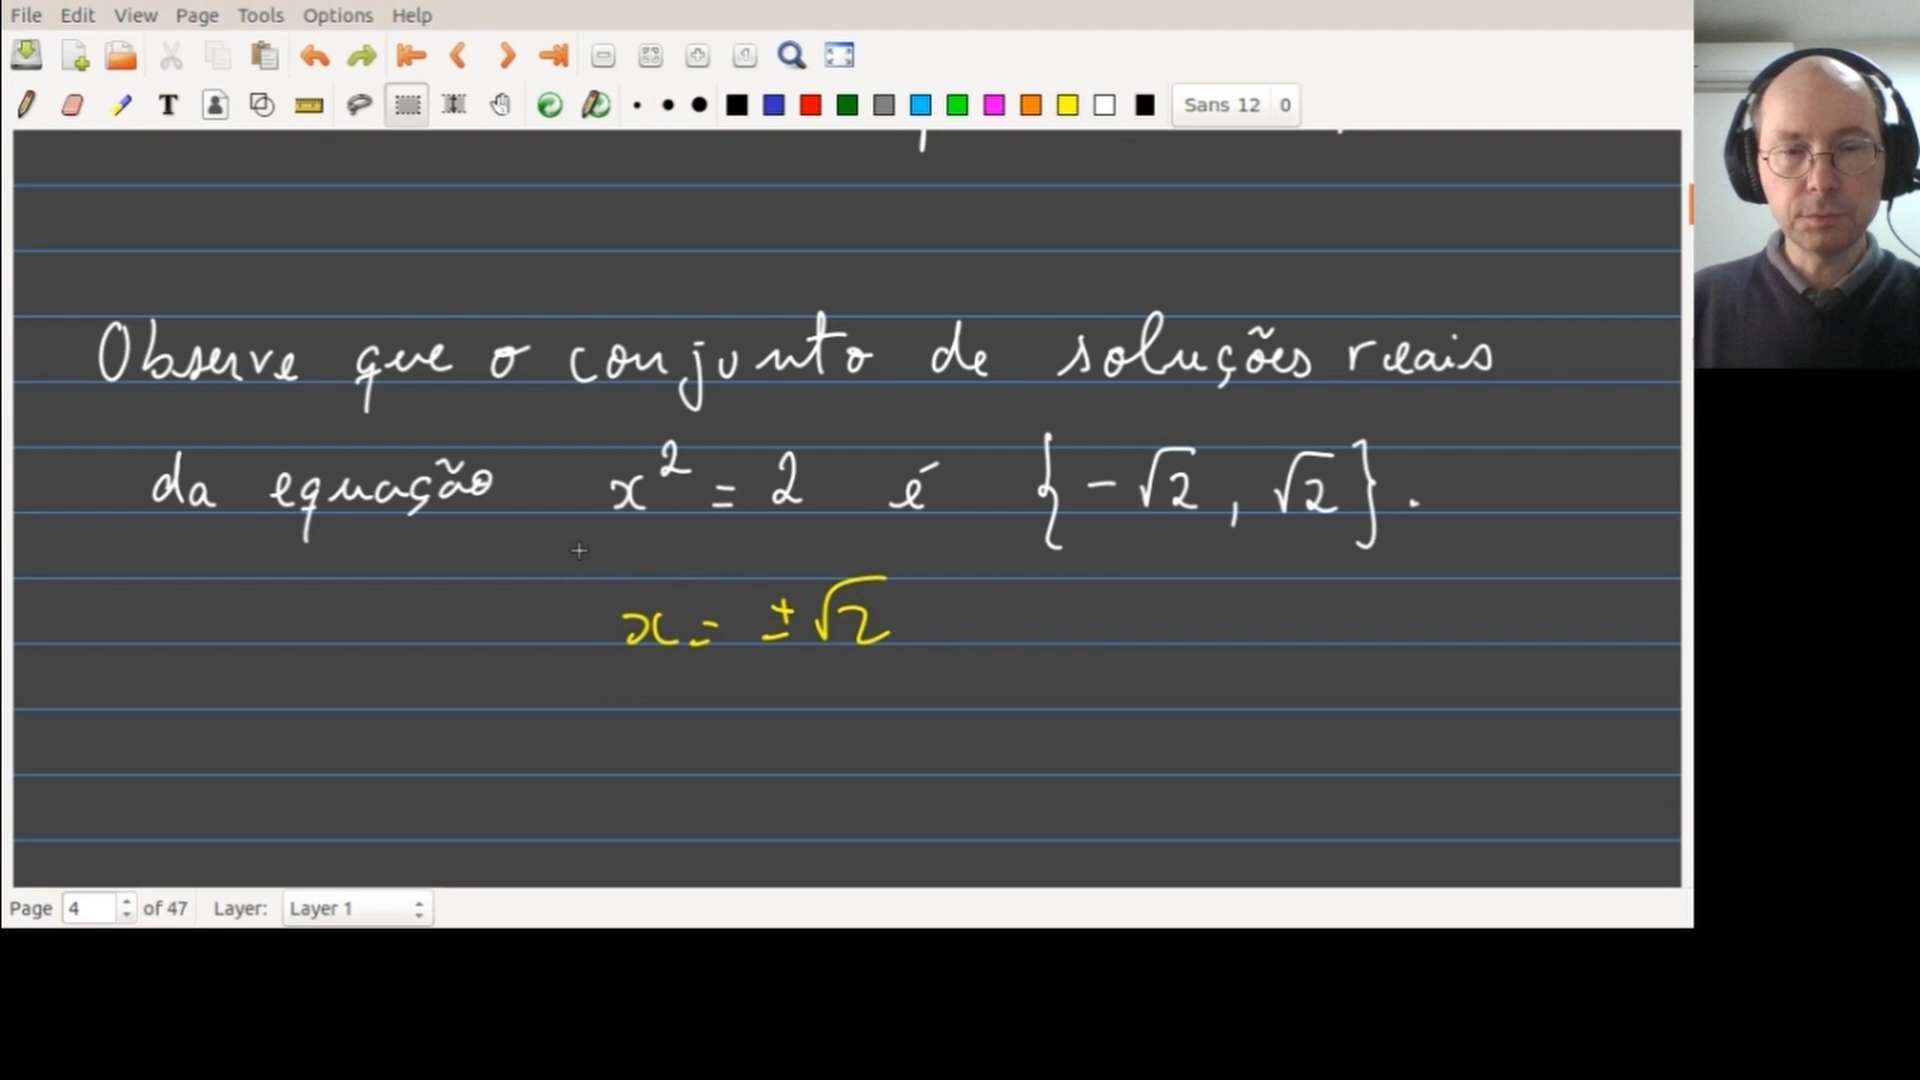 File Edit View Page Tools Options Help
T Sans 12 0
Observe que o conjunto de soluções reais
da equação x² = 2 é {-√2, √2}.
x = ±√2
Page 4 of 47 Layer: Layer 1